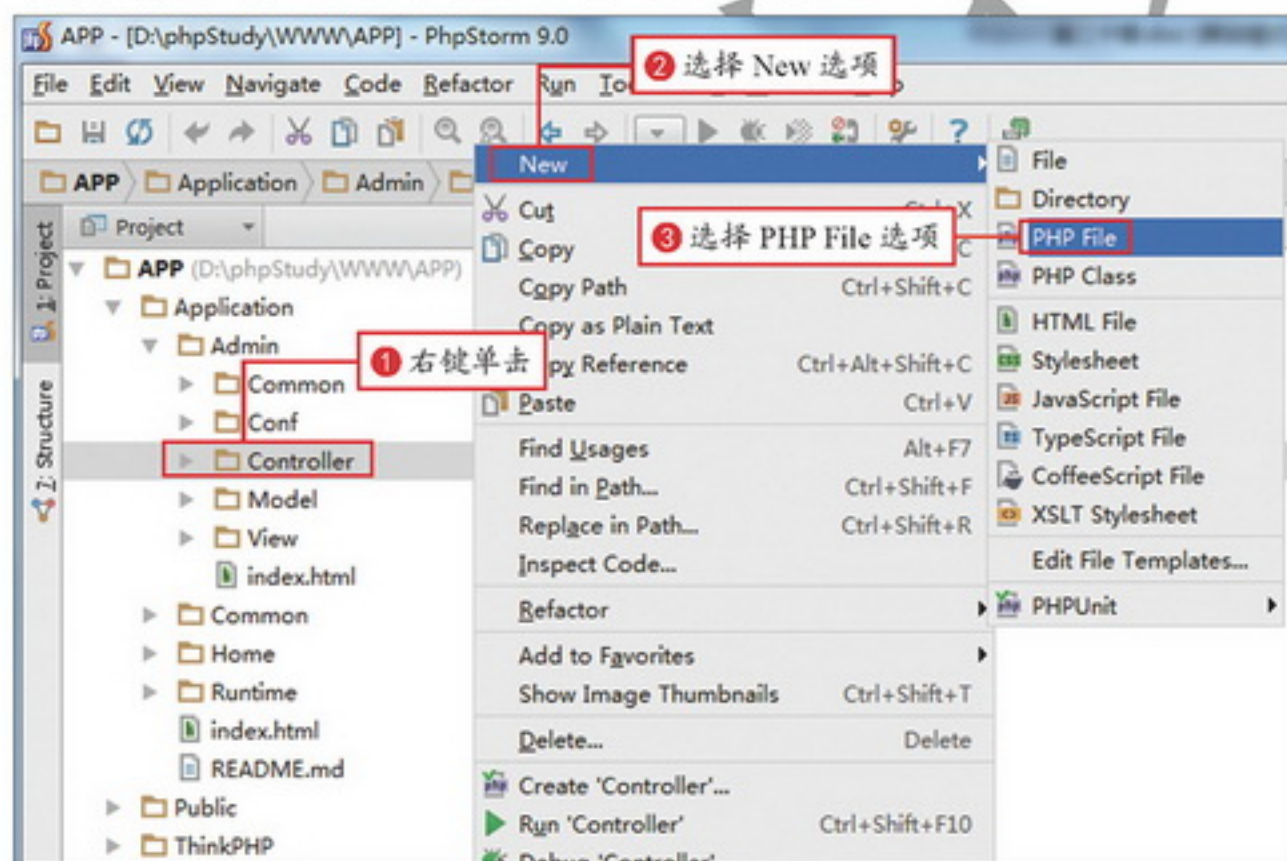 APP - [D:\phpStudy\WWW\APP] - PhpStorm 9.0
❷ 选择 New 选项
File Edit View Navigate Code Refactor Run
APP Application Admin
New
File
Project
Cut
Directory
❸ 选择 PHP File 选项
PHP File
1: Project
APP (D:\phpStudy\WWW\APP)
Copy
PHP Class
Copy Path Ctrl+Shift+C
Application
Copy as Plain Text
HTML File
Admin
❶ 右键单击
Reference Ctrl+Alt+Shift+C
Stylesheet
Common
Paste Ctrl+V
JavaScript File
Conf
Find Usages Alt+F7
TypeScript File
Controller
2: Structure
Find in Path... Ctrl+Shift+F
CoffeeScript File
Model
Replace in Path... Ctrl+Shift+R
XSLT Stylesheet
View
Inspect Code...
Edit File Templates...
index.html
Refactor
PHPUnit
Common
Home
Add to Favorites
Runtime
Show Image Thumbnails Ctrl+Shift+T
index.html
Delete... Delete
README.md
Create 'Controller'...
Public
Run 'Controller' Ctrl+Shift+F10
ThinkPHP
Debug 'Controller'